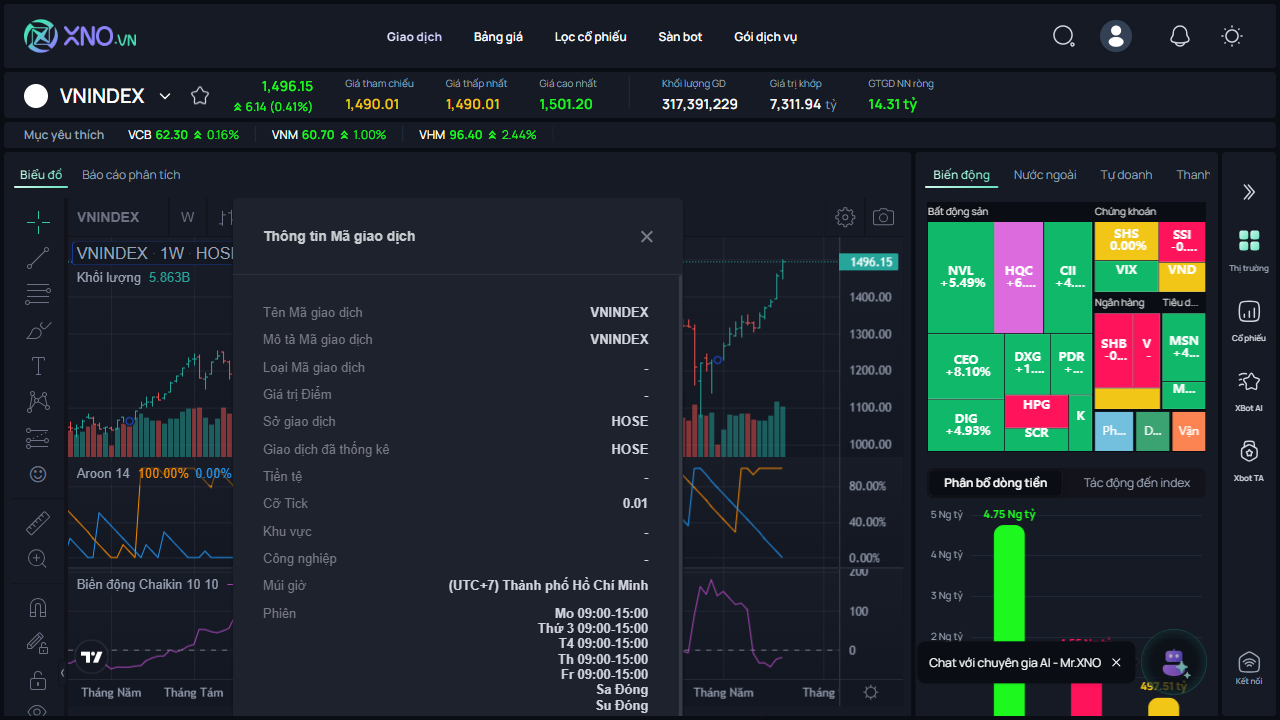 XNO.VN
Giao dịch
Bảng giá
Lọc cổ phiếu
Sàn bot
Gói dịch vụ
VNINDEX
1,496.15
6.14 (0.41%)
Giá tham chiếu
1,490.01
Giá thấp nhất
1,490.01
Giá cao nhất
1,501.20
Khối lượng GD
317,391,229
Giá trị khớp
7,311.94 tỷ
GTGD NN ròng
14.31 tỷ
Mục yêu thích
VCB 62.30 0.16%
VNM 60.70 1.00%
VHM 96.40 2.44%
Biểu đồ
Báo cáo phân tích
VNINDEX
W
VNINDEX · 1W · HOSE
Khối lượng 5.863B
Aroon 14 100.00% 0.00%
Biến động Chaikin 10 10
Tháng Năm
Tháng Tám
Thông tin Mã giao dịch
Tên Mã giao dịch VNINDEX
Mô tả Mã giao dịch VNINDEX
Loại Mã giao dịch -
Giá trị Điểm -
Sở giao dịch HOSE
Giao dịch đã thống kê HOSE
Tiền tệ -
Cỡ Tick 0.01
Khu vực -
Công nghiệp -
Múi giờ (UTC+7) Thành phố Hồ Chí Minh
Phiên Mo 09:00-15:00
Thứ 3 09:00-15:00
T4 09:00-15:00
Th 09:00-15:00
Fr 09:00-15:00
Sa Đóng
Su Đóng
1496.15
1400.00
1300.00
1200.00
1100.00
1000.00
80.00%
40.00%
0.00%
200
100
0
Tháng Năm
Tháng
Biến động
Nước ngoài
Tự doanh
Thanh
Bất động sản
NVL
+5.49%
HQC
+6....
CII
+4....
CEO
+8.10%
DXG
+1....
PDR
+...
DIG
+4.93%
HPG
SCR
K
Chứng khoán
SHS
0.00%
SSI
-0....
VIX
VND
Ngân hàng
SHB
-0...
V
-
Tiêu d...
MSN
+4...
M...
Ph...
D...
Vận
Phân bổ dòng tiền
Tác động đến index
5 Ng tỷ
4 Ng tỷ
3 Ng tỷ
2 Ng tỷ
4.75 Ng tỷ
497.51 tỷ
Chat với chuyên gia AI - Mr.XNO
Thị trường
Cổ phiếu
XBot AI
Xbot TA
Kết nối